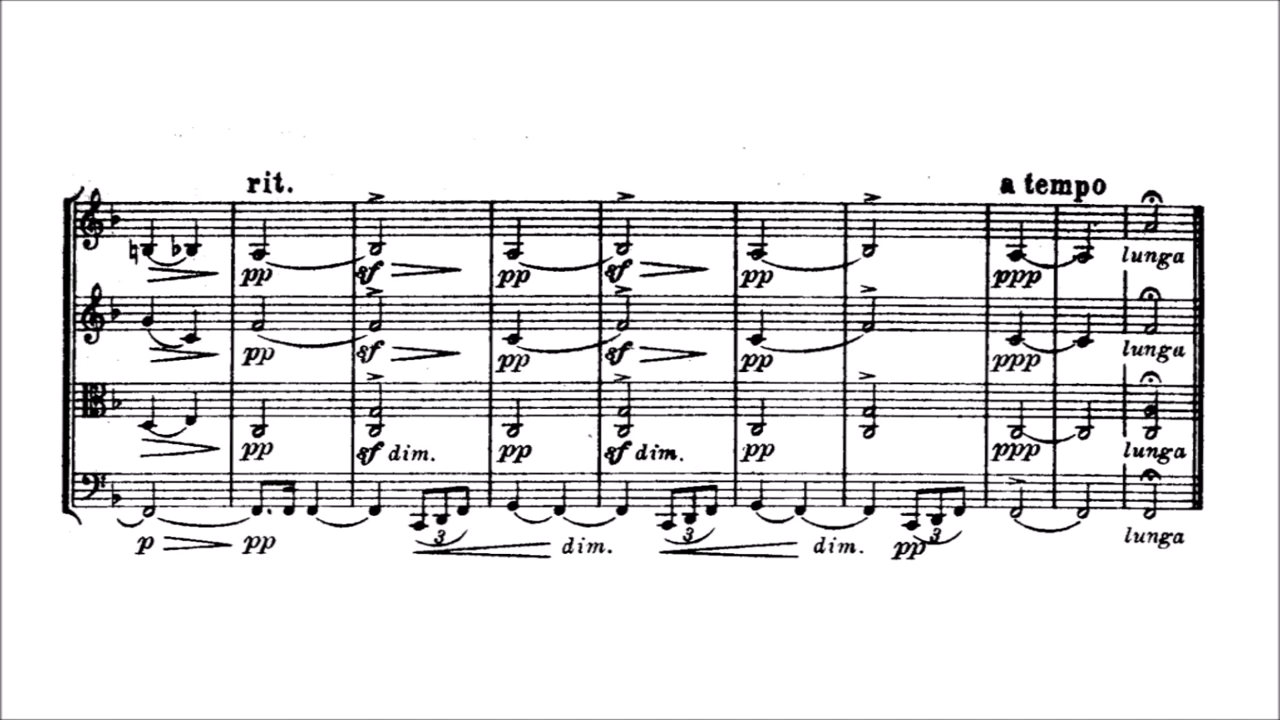 rit. a tempo
pp sf pp sf pp ppp lunga
pp sf pp sf pp ppp lunga
pp sf dim. pp sf dim. pp ppp lunga
3 3 3
p pp dim. dim. pp lunga